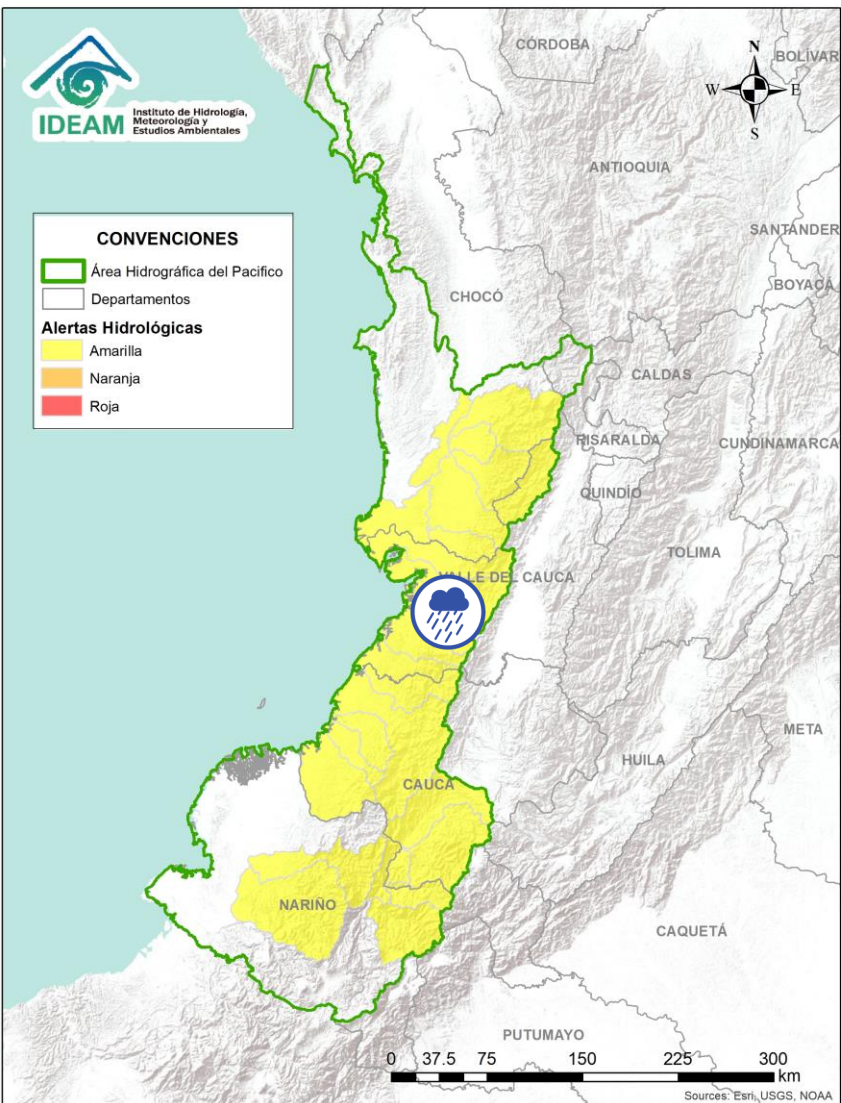 IDEAM
Instituto de Hidrología,
Meteorología y
Estudios Ambientales
CÓRDOBA
BOLÍVAR
N
W
E
S
ANTIOQUIA
SANTANDER
BOYACÁ
CONVENCIONES
Área Hidrográfica del Pacifico
Departamentos
Alertas Hidrológicas
Amarilla
Naranja
Roja
CHOCÓ
CALDAS
RISARALDA
CUNDINAMARCA
QUINDÍO
TOLIMA
VALLE DEL CAUCA
META
HUILA
CAUCA
NARIÑO
CAQUETÁ
PUTUMAYO
0 37.5 75 150 225 300
km
Sources: Esri, USGS, NOAA